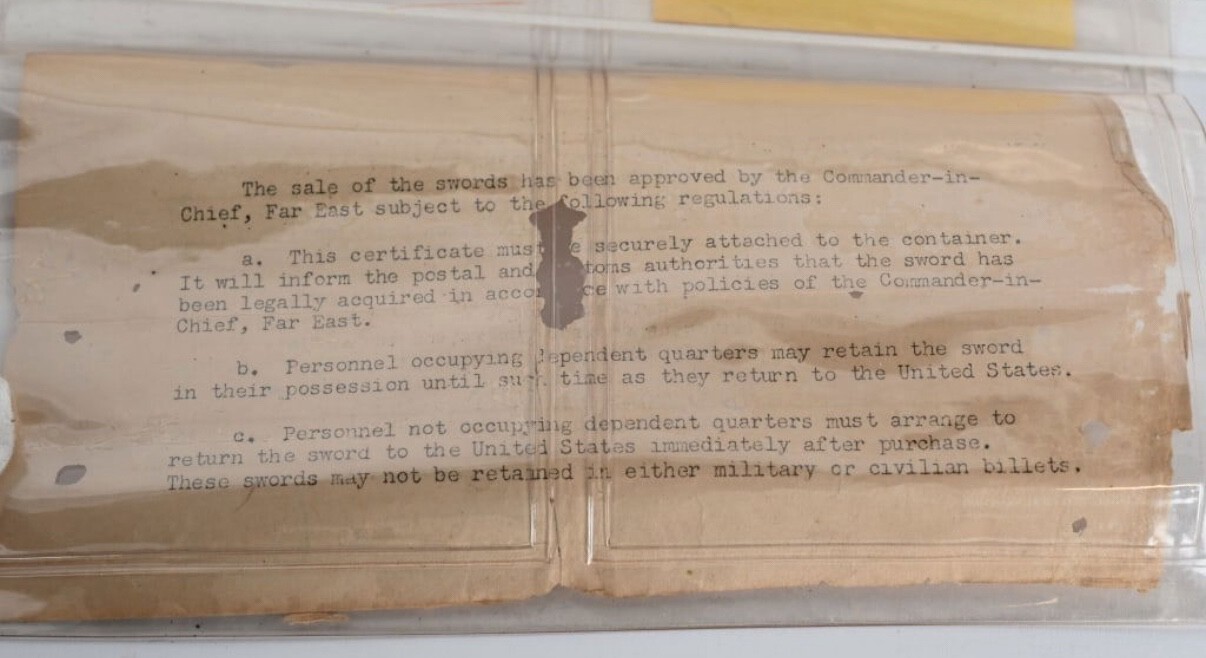 The sale of the swords has been approved by the Commander-in-
Chief, Far East subject to the following regulations:
a. This certificate must be securely attached to the container.
It will inform the postal and customs authorities that the sword has
been legally acquired in accordance with policies of the Commander-in-
Chief, Far East.
b. Personnel occupying dependent quarters may retain the sword
in their possession until such time as they return to the United States.
c. Personnel not occupying dependent quarters must arrange to
return the sword to the United States immediately after purchase.
These swords may not be retained in either military or civilian billets.